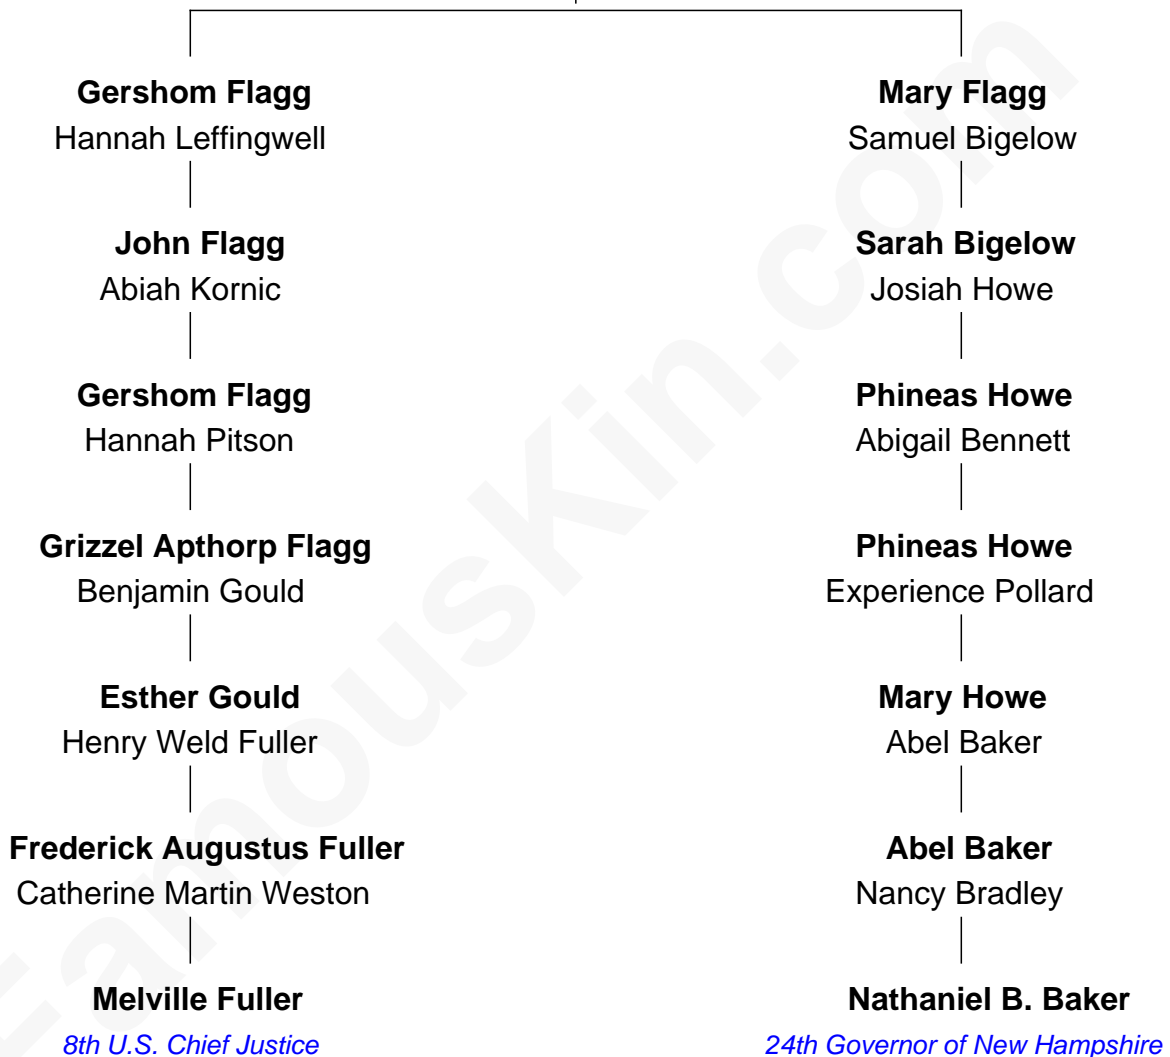 Gershom Flagg
Hannah Leffingwell
John Flagg
Abiah Kornic
Gershom Flagg
Hannah Pitson
Grizzel Apthorp Flagg
Benjamin Gould
Esther Gould
Henry Weld Fuller
Frederick Augustus Fuller
Catherine Martin Weston
Melville Fuller
8th U.S. Chief Justice
Mary Flagg
Samuel Bigelow
Sarah Bigelow
Josiah Howe
Phineas Howe
Abigail Bennett
Phineas Howe
Experience Pollard
Mary Howe
Abel Baker
Abel Baker
Nancy Bradley
Nathaniel B. Baker
24th Governor of New Hampshire
FamousKin.com